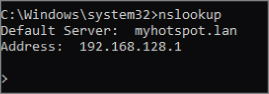 C:\Windows\system32>nslookup
Default Server:  myhotspot.lan
Address:  192.168.128.1
>